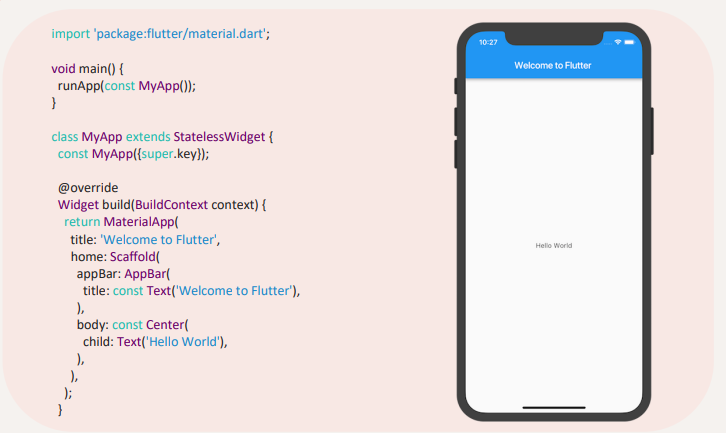 import 'package:flutter/material.dart';
void main() {
runApp(const MyApp());
}
class MyApp extends StatelessWidget {
const MyApp({super.key});
@override
Widget build(BuildContext context) {
return MaterialApp(
title: 'Welcome to Flutter',
home: Scaffold(
appBar: AppBar(
title: const Text('Welcome to Flutter'),
),
body: const Center(
child: Text('Hello World'),
),
),
);
}
10:27
Welcome to Flutter
Hello World